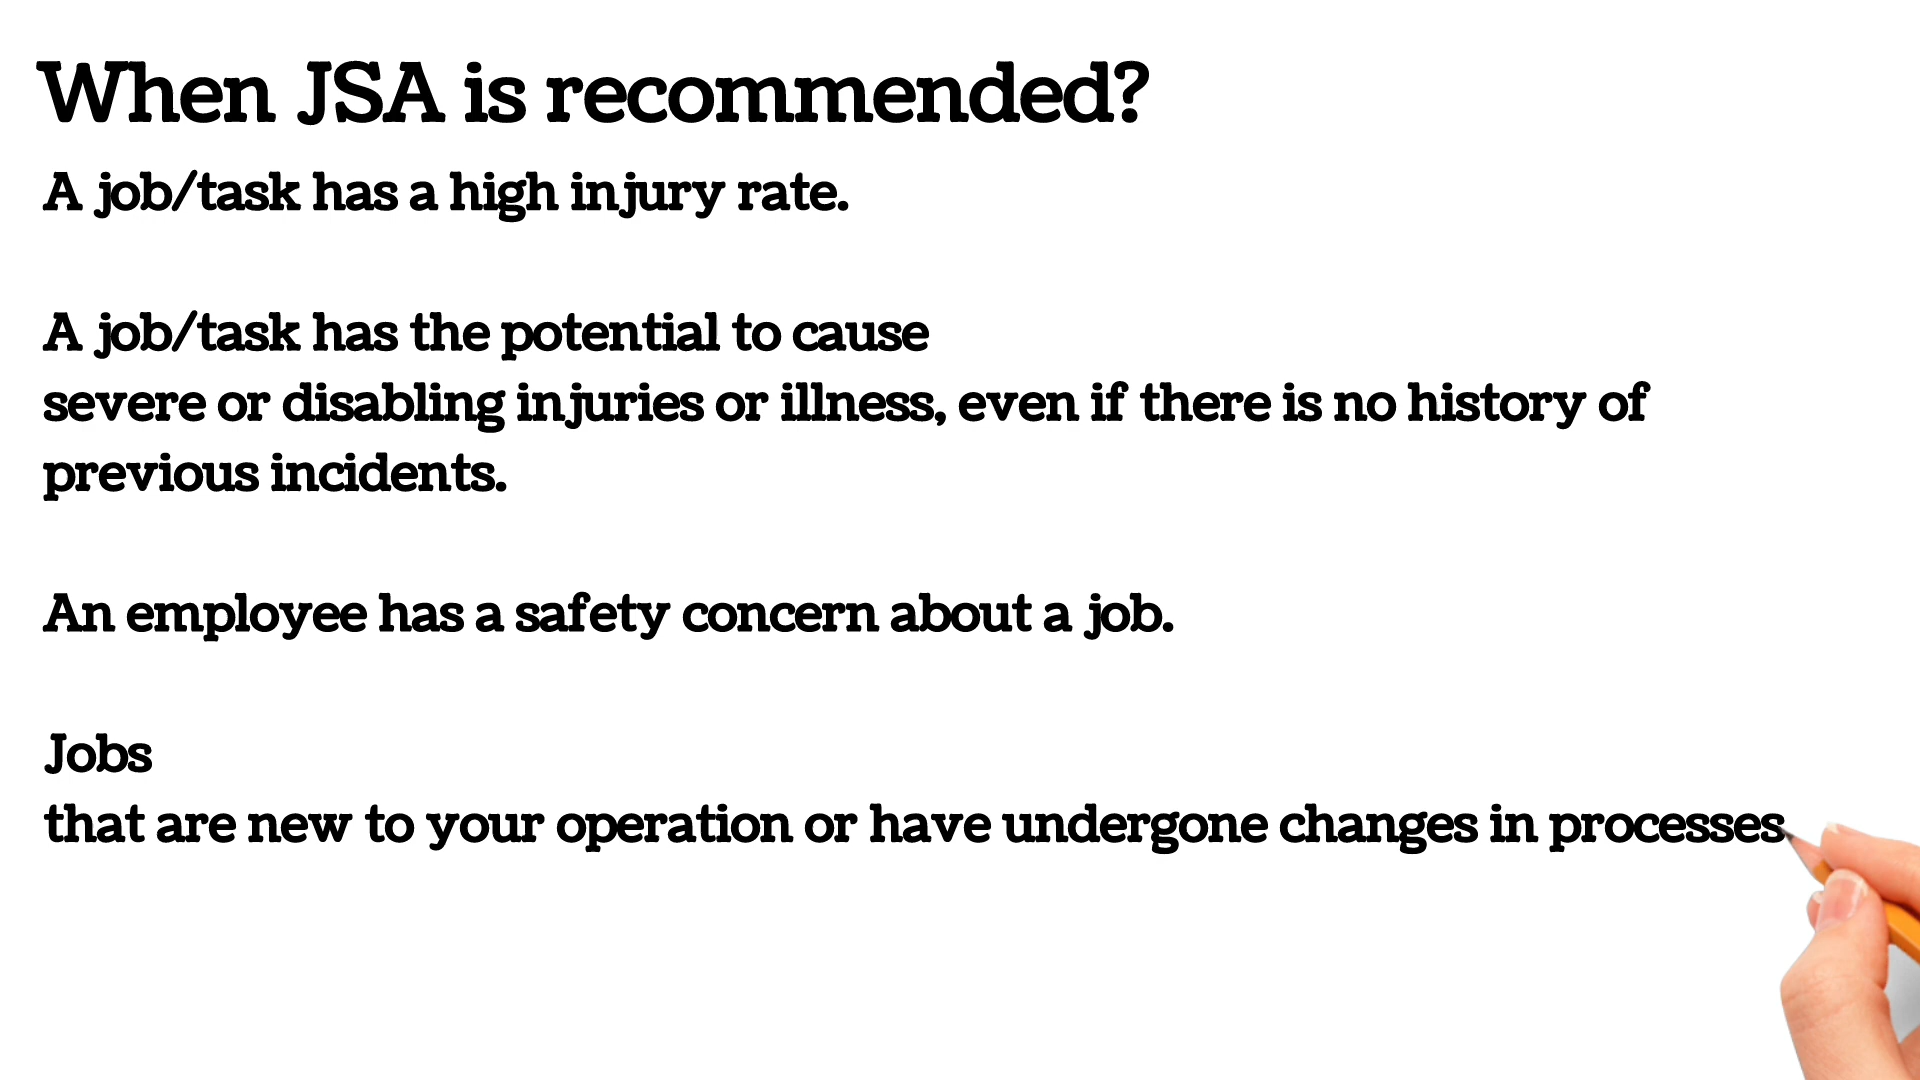 When JSA is recommended?
A job/task has a high injury rate.
A job/task has the potential to cause
severe or disabling injuries or illness, even if there is no history of
previous incidents.
An employee has a safety concern about a job.
Jobs
that are new to your operation or have undergone changes in processes